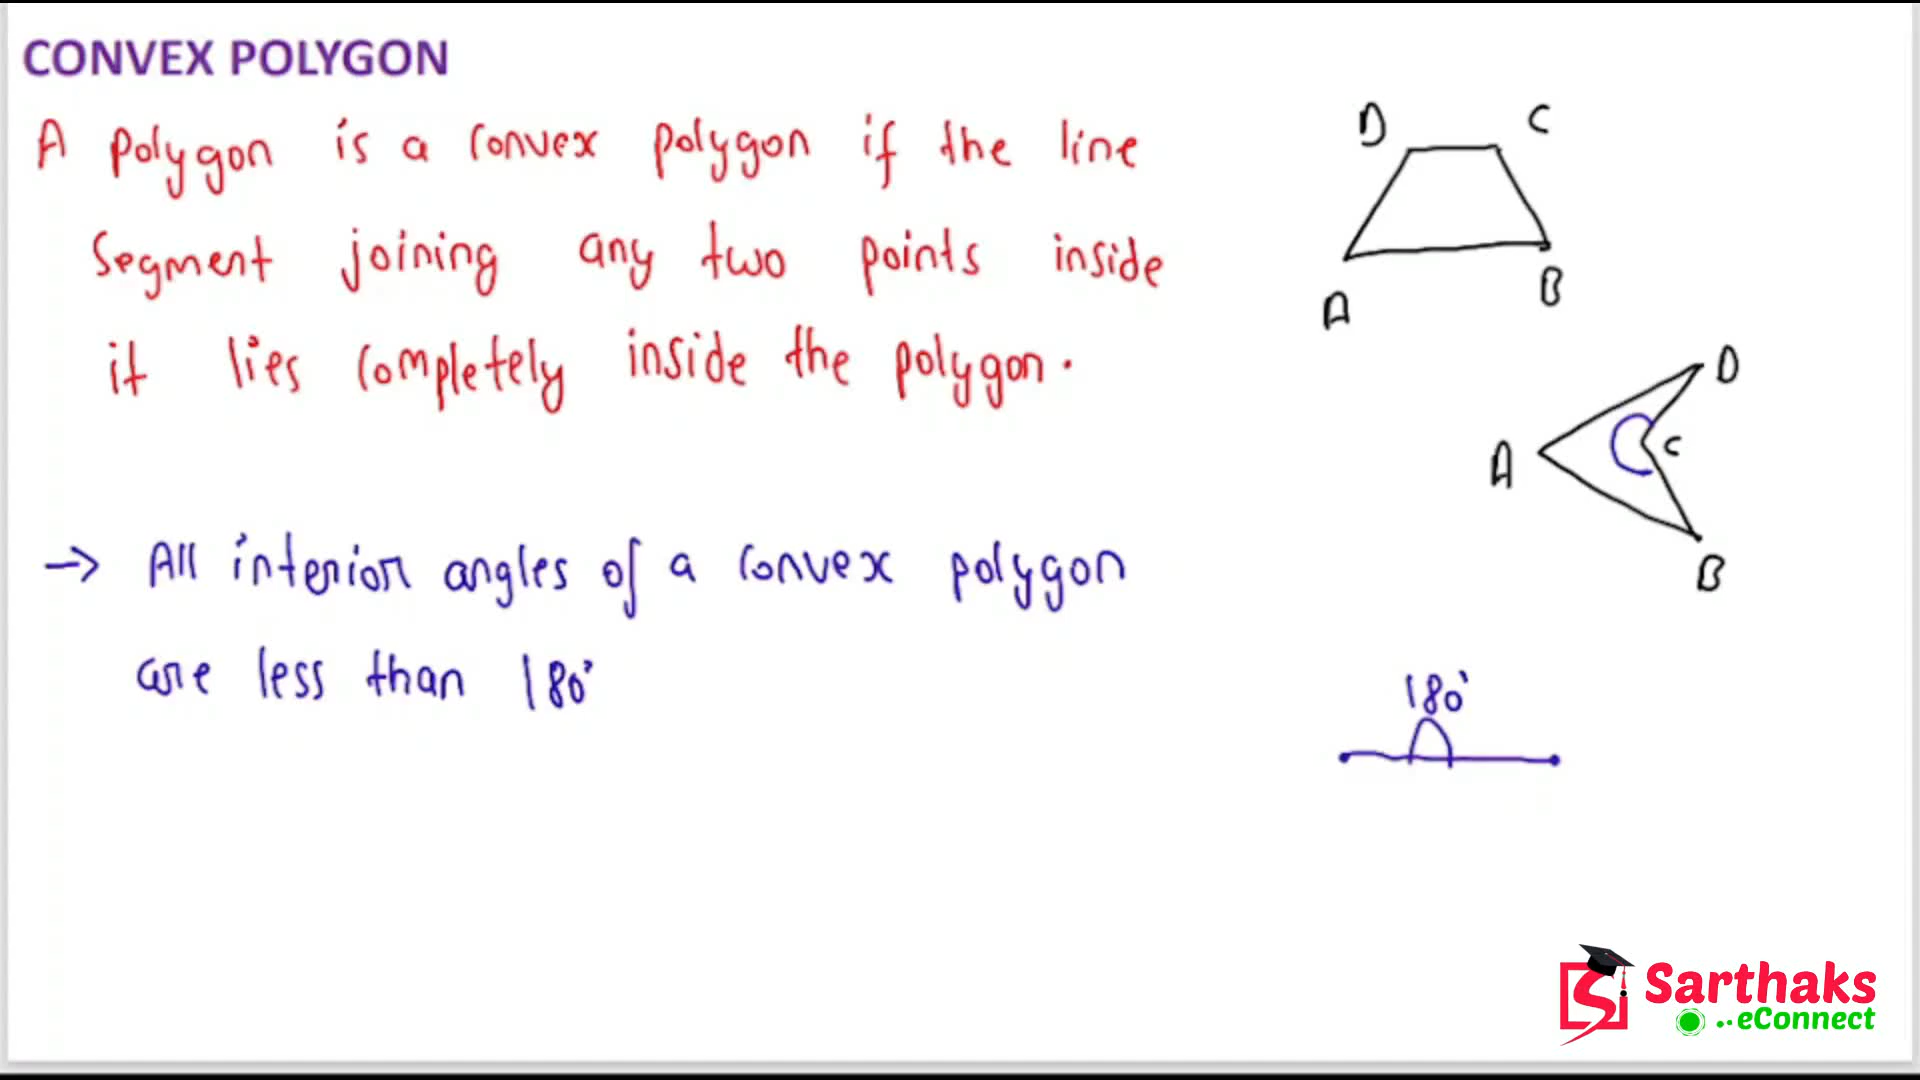 CONVEX POLYGON
A polygon is a convex polygon if the line
segment joining any two points inside
it lies completely inside the polygon.
→ All interior angles of a convex polygon
are less than 180°
D C
A B
D
A C
B
180°
Sarthaks
eConnect